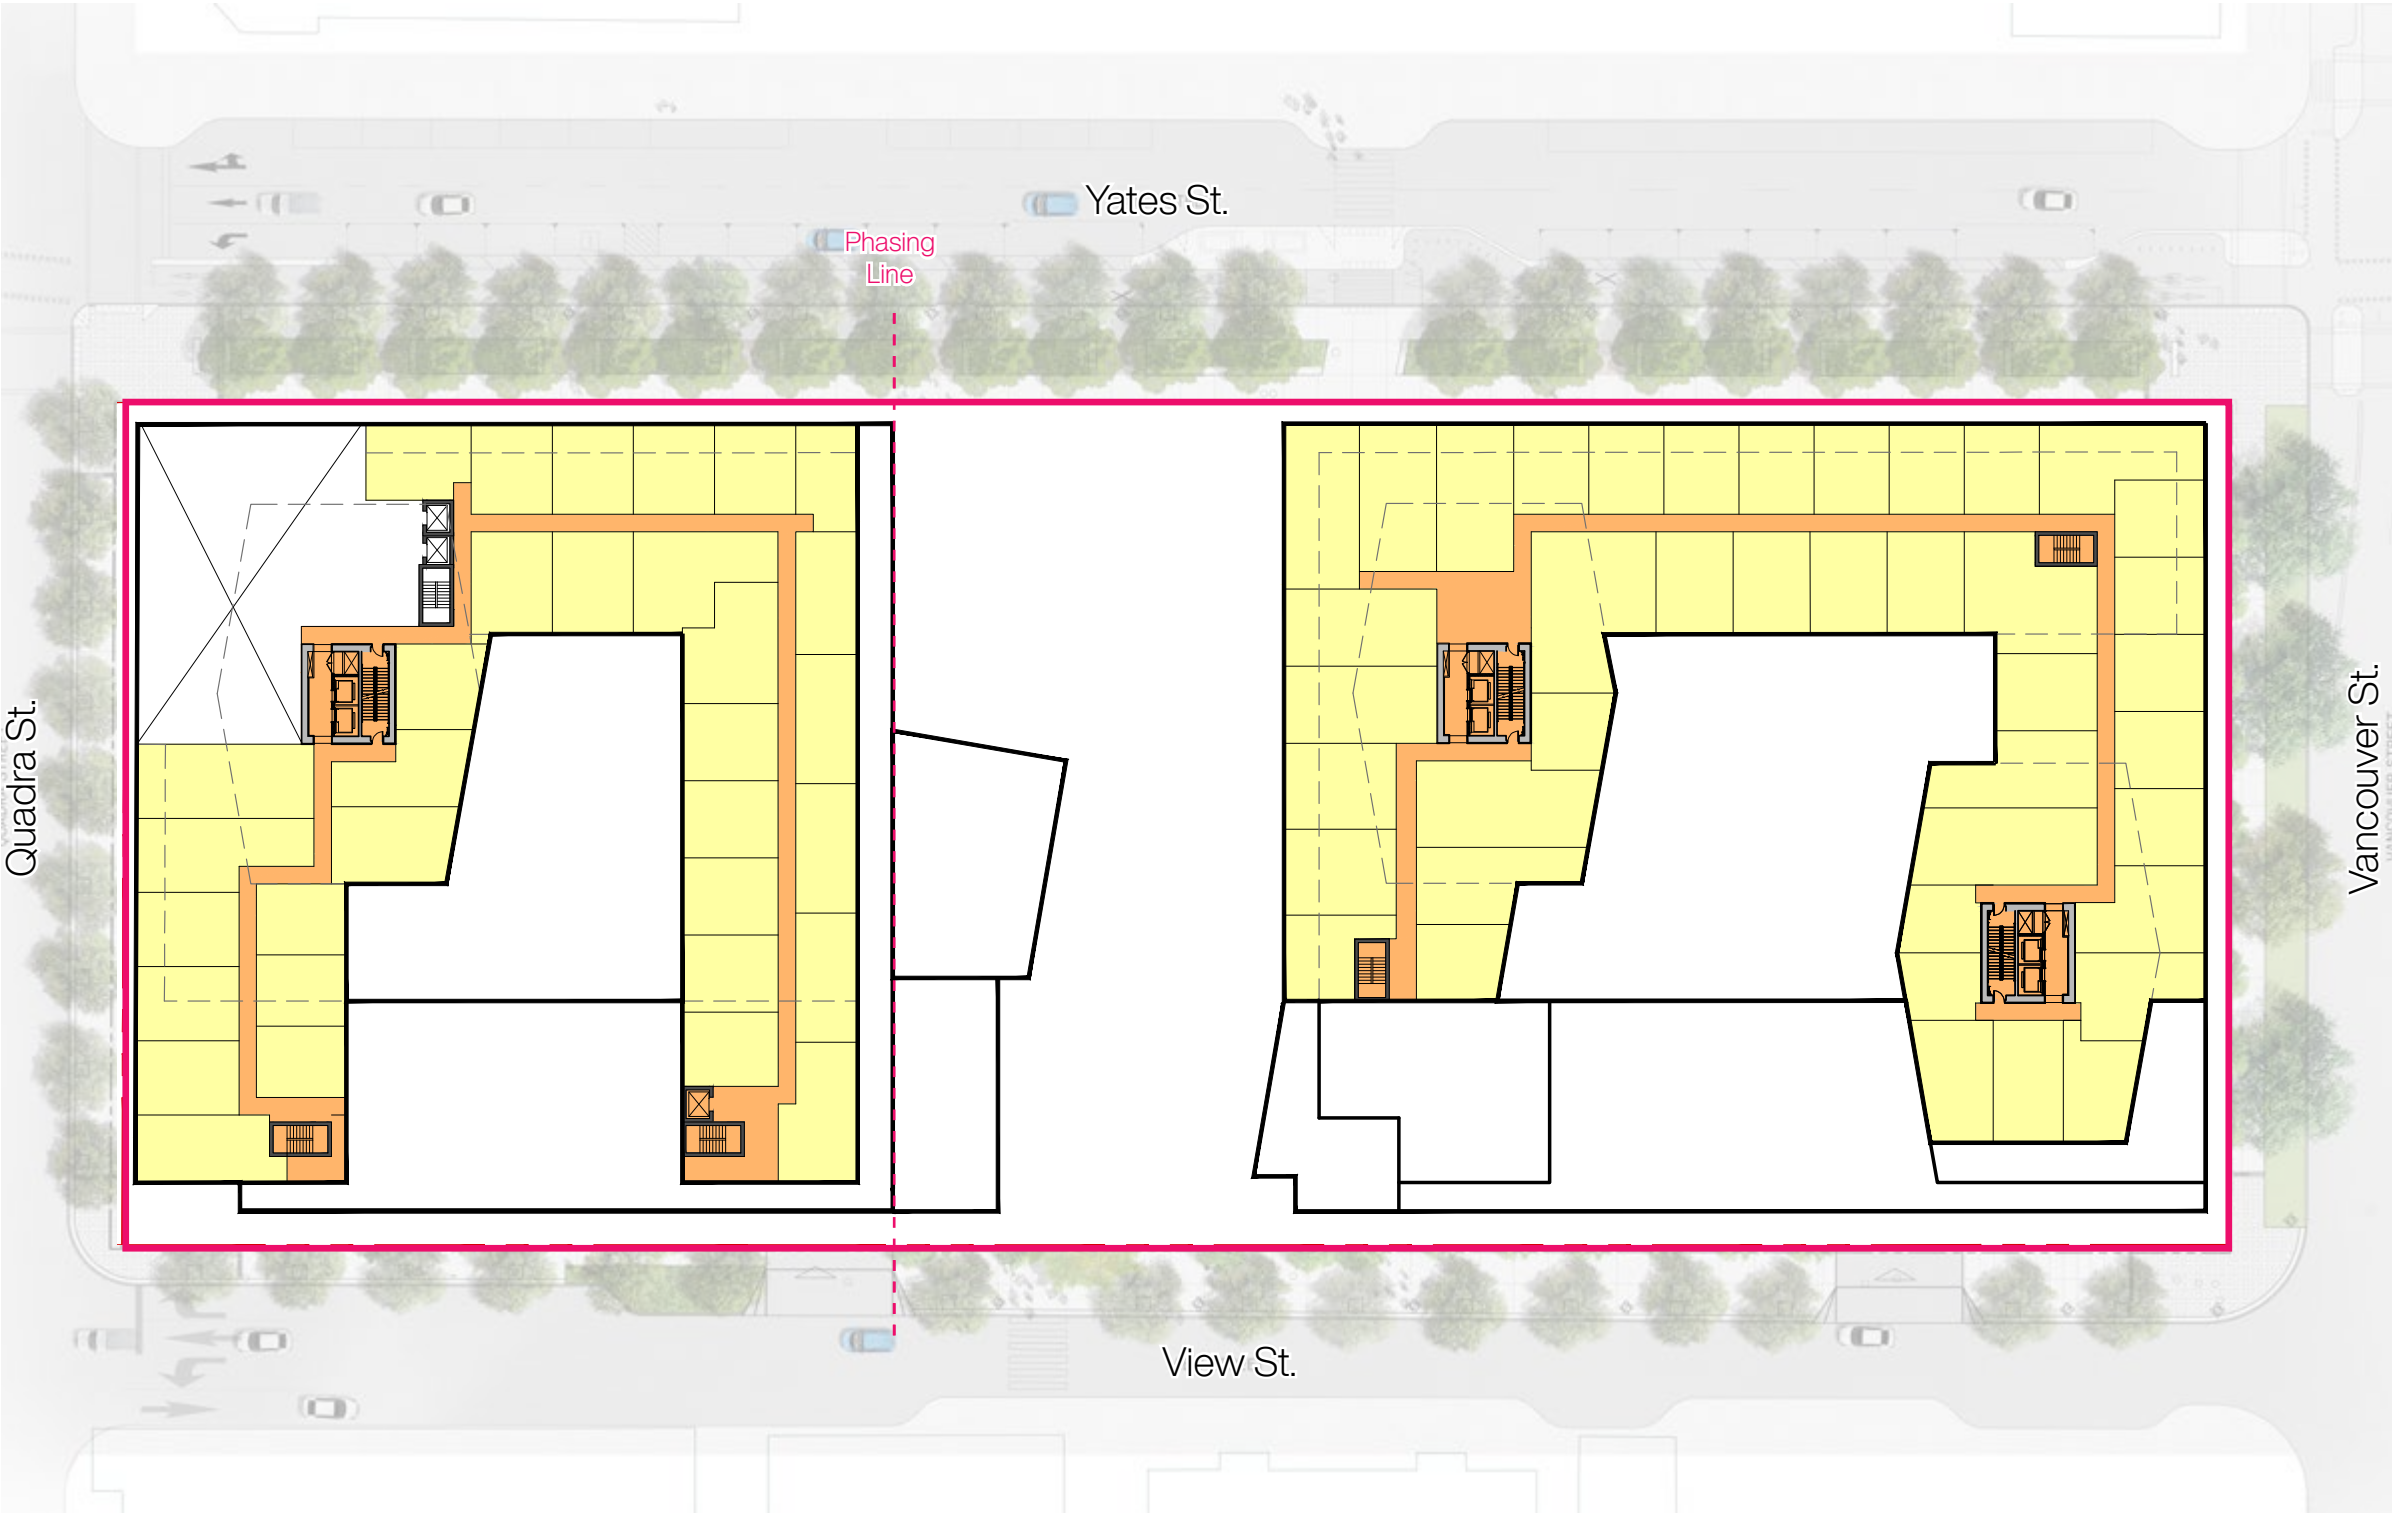 Yates St.
Phasing
Line
Quadra St.
Vancouver St.
View St.